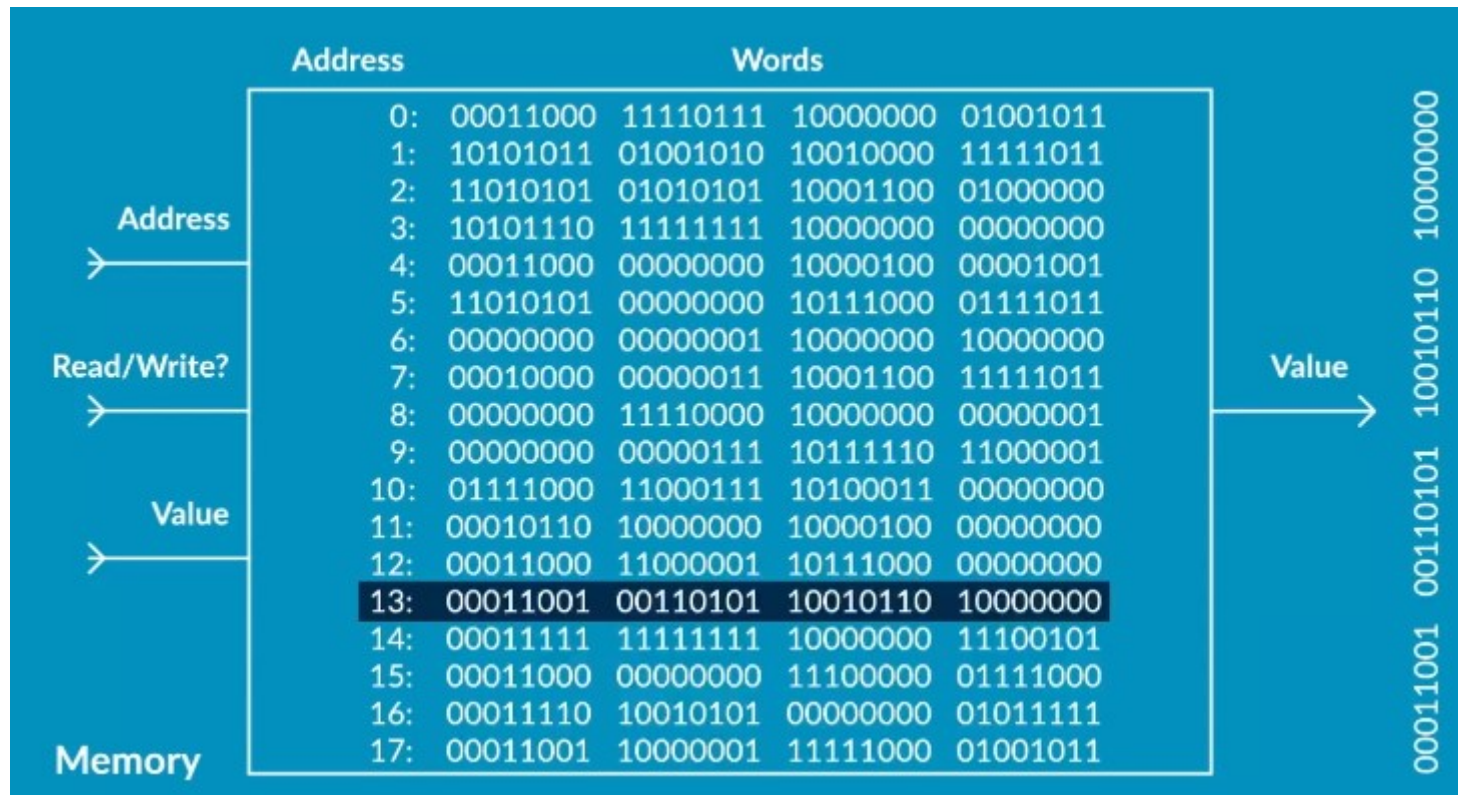 Address Words
0: 00011000 11110111 10000000 01001011
1: 10101011 01001010 10010000 11111011
2: 11010101 01010101 10001100 01000000
3: 10101110 11111111 10000000 00000000
4: 00011000 00000000 10000100 00001001
5: 11010101 00000000 10111000 01111011
6: 00000000 00000001 10000000 10000000
7: 00010000 00000011 10001100 11111011
8: 00000000 11110000 10000000 00000001
9: 00000000 00000111 10111110 11000001
10: 01111000 11000111 10100011 00000000
11: 00010110 10000000 10000100 00000000
12: 00011000 11000001 10111000 00000000
13: 00011001 00110101 10010110 10000000
14: 00011111 11111111 10000000 11100101
15: 00011000 00000000 11100000 01111000
16: 00011110 10010101 00000000 01011111
17: 00011001 10000001 11111000 01001011
Address
Read/Write?
Value
Memory
Value
00011001 00110101 10010110 10000000